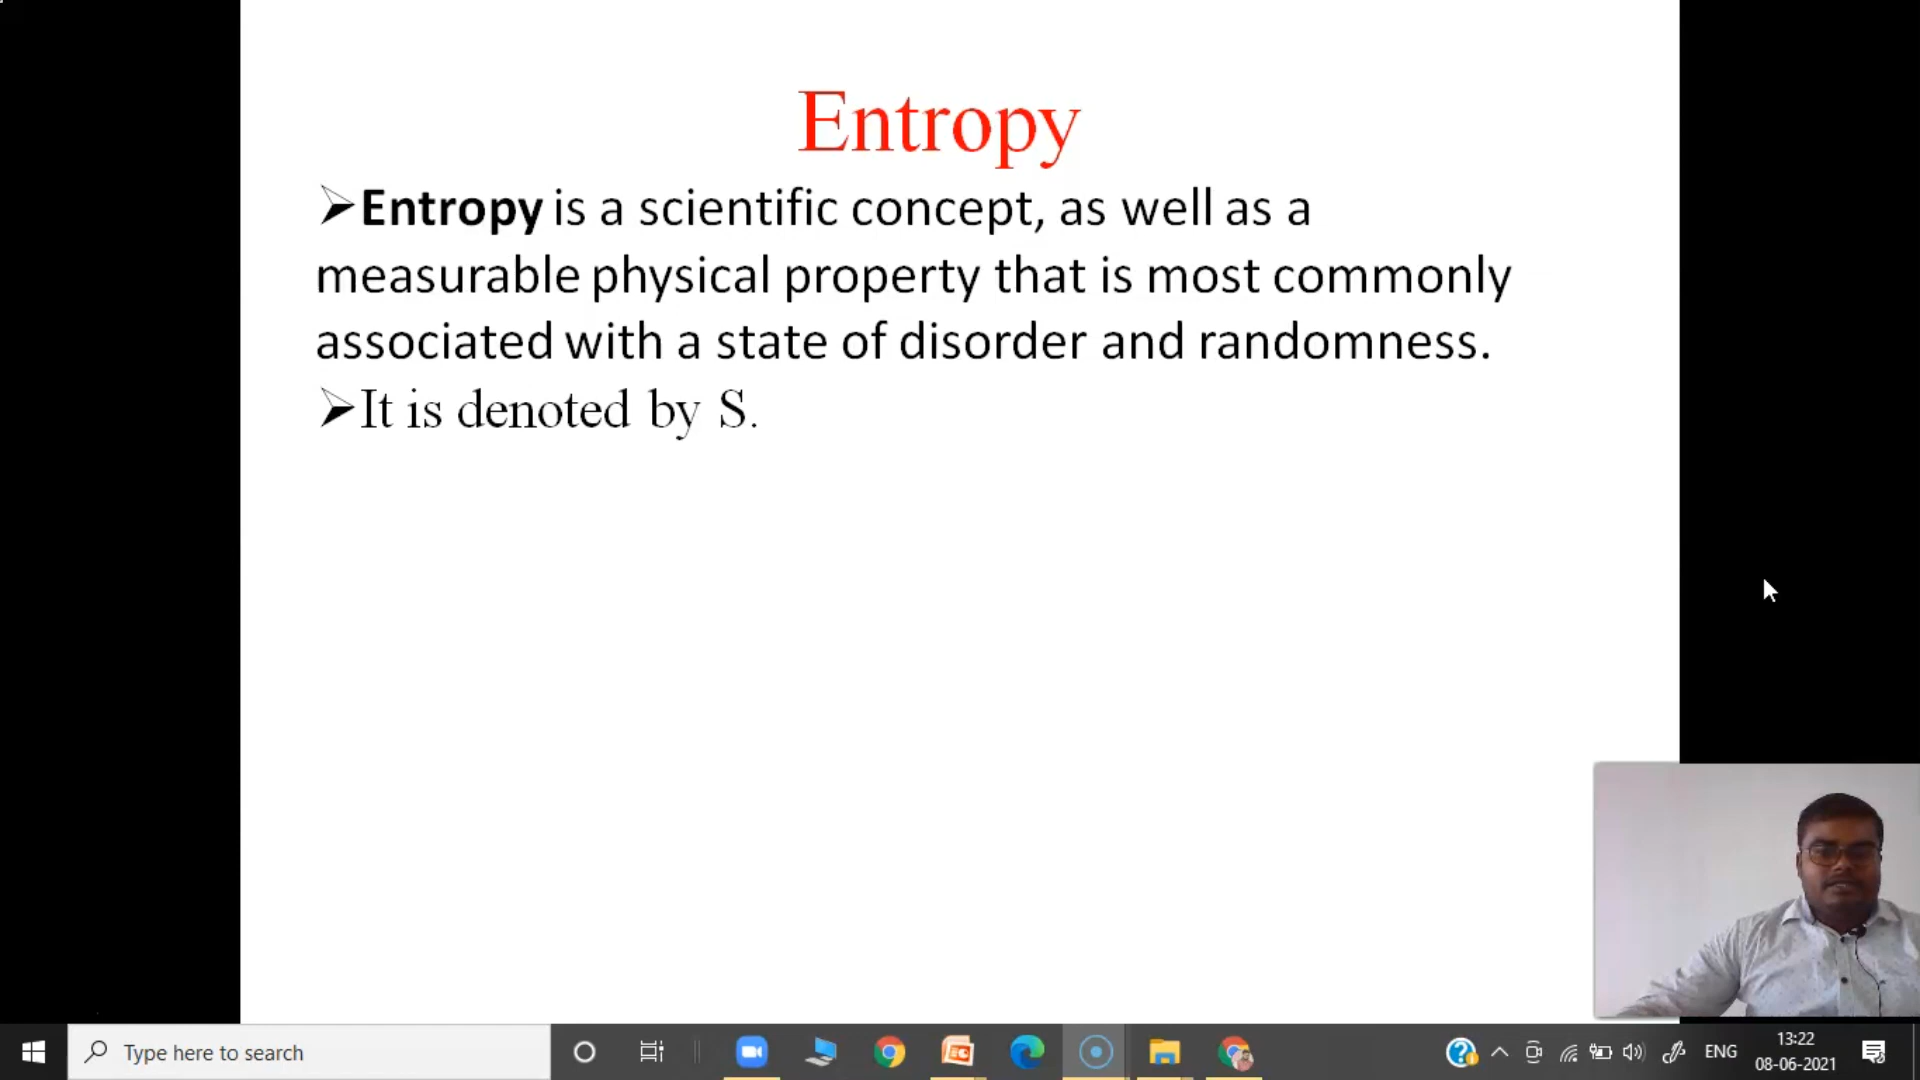 Entropy
➢Entropy is a scientific concept, as well as a
measurable physical property that is most commonly
associated with a state of disorder and randomness.
➢It is denoted by S.
Type here to search
ENG
13:22
08-06-2021